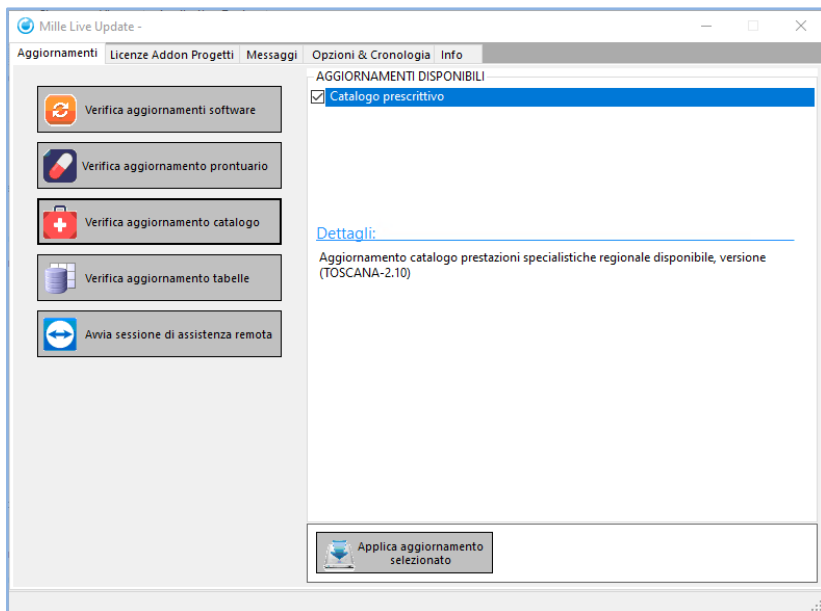 Mille Live Update -
Aggiornamenti Licenze Addon Progetti Messaggi Opzioni & Cronologia Info
Verifica aggiornamenti software
Verifica aggiornamento prontuario
Verifica aggiornamento catalogo
Verifica aggiornamento tabelle
Avvia sessione di assistenza remota
AGGIORNAMENTI DISPONIBILI
Catalogo prescrittivo
Dettagli:
Aggiornamento catalogo prestazioni specialistiche regionale disponibile, versione
(TOSCANA-2.10)
Applica aggiornamento
selezionato